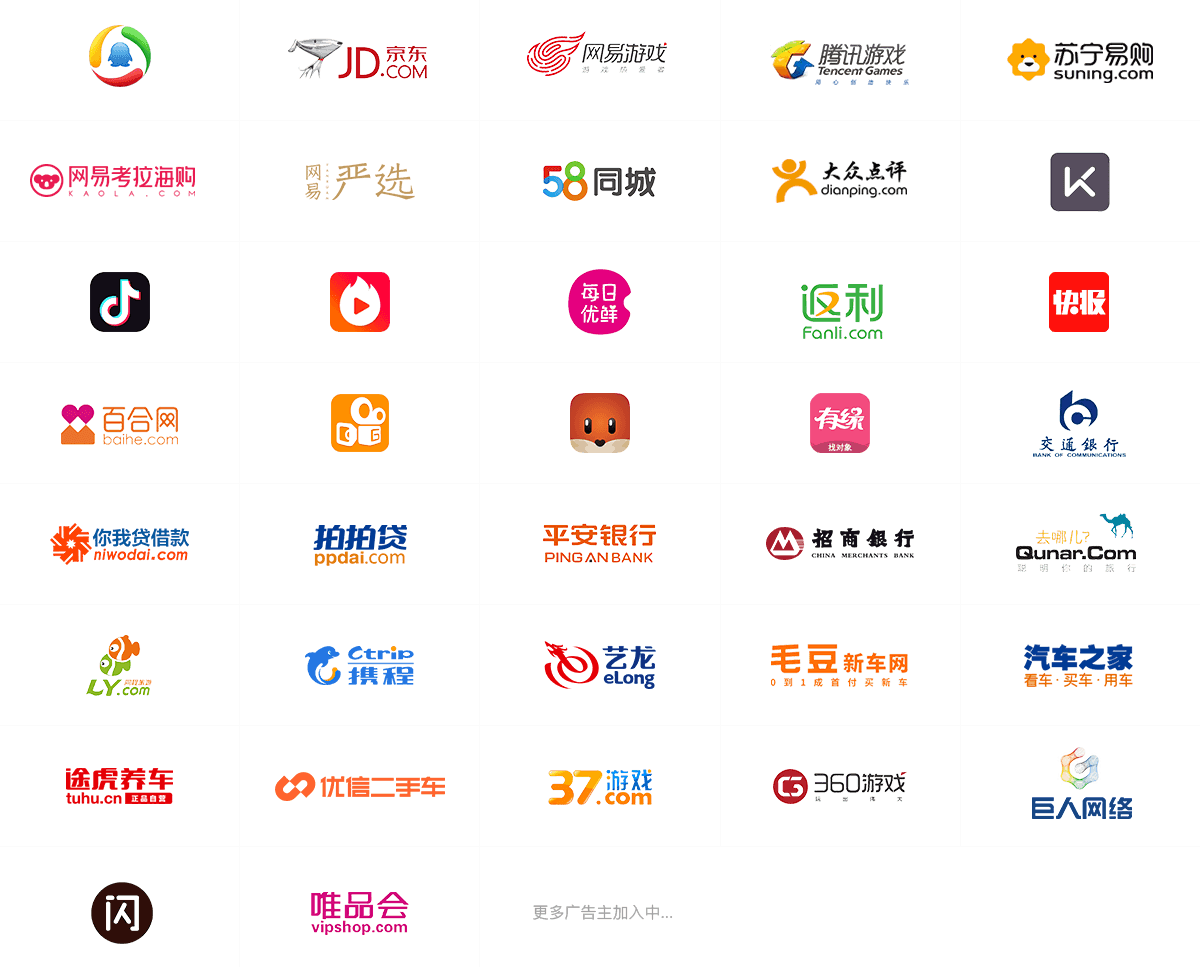 JD.京东
.COM
网易游戏
游戏热爱者
腾讯游戏
Tencent Games
用心创造快乐
苏宁易购
suning.com
网易考拉海购
KAOLA.COM
网易
严选
58同城
大众点评
dianping.com
K
每日
优鲜
返利
Fanli.com
快报
百合网
baihe.com
有缘
找对象
交通银行
BANK OF COMMUNICATIONS
你我贷借款
niwodai.com
拍拍贷
ppdai.com
平安银行
PING AN BANK
招商銀行
CHINA MERCHANTS BANK
去哪儿?
Qunar.Com
聪明你的旅行
LY.com
同程旅游
Ctrip
携程
艺龙
eLong
毛豆新车网
0到1成首付买新车
汽车之家
看车·买车·用车
途虎养车
tuhu.cn 正品自营
优信二手车
37游戏
.com
360游戏
玩出伟大
巨人网络
闪
唯品会
vipshop.com
更多广告主加入中...